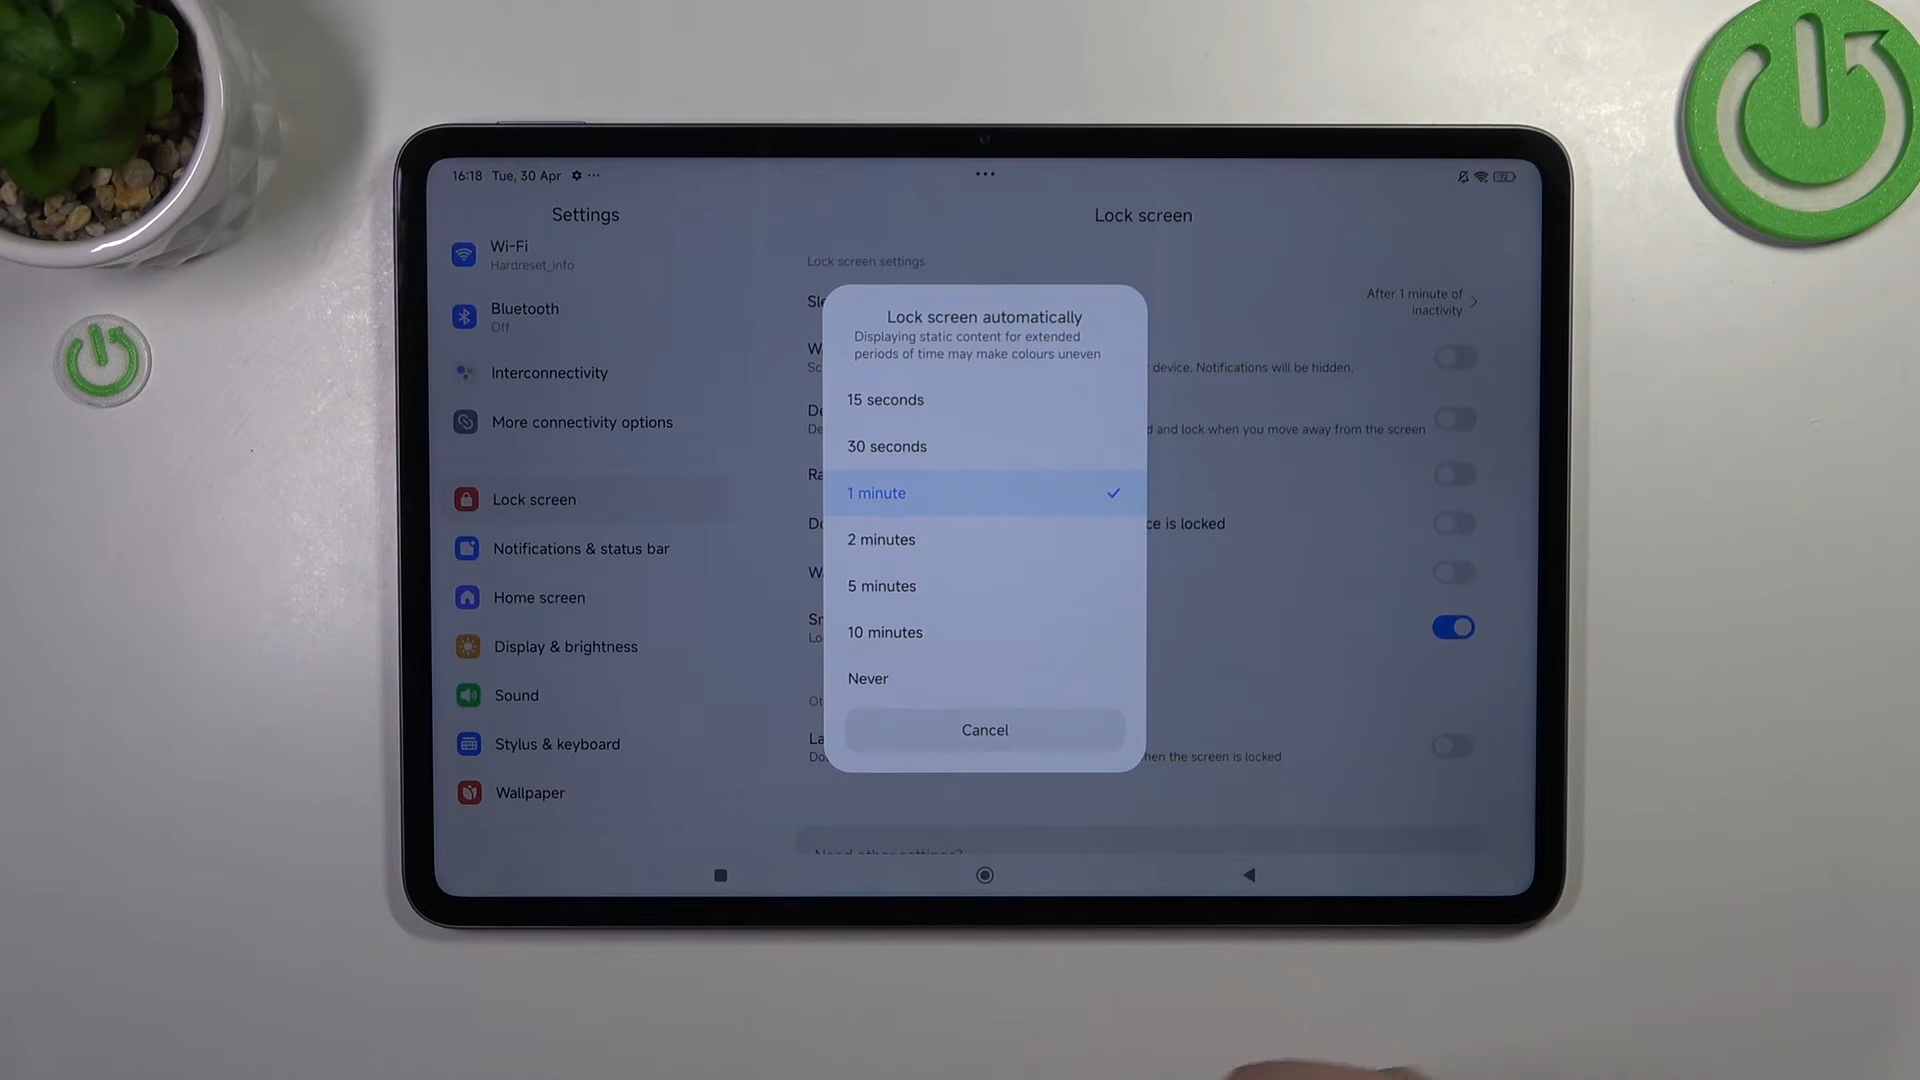 16:18 Tue, 30 Apr
Settings
Wi-Fi
Hardreset_info
Bluetooth
Off
Interconnectivity
More connectivity options
Lock screen
Notifications & status bar
Home screen
Display & brightness
Sound
Stylus & keyboard
Wallpaper
Lock screen
Lock screen settings
After 1 minute of
inactivity
device. Notifications will be hidden.
and lock when you move away from the screen
is locked
the screen is locked
Lock screen automatically
Displaying static content for extended
periods of time may make colours uneven
15 seconds
30 seconds
1 minute
2 minutes
5 minutes
10 minutes
Never
Cancel